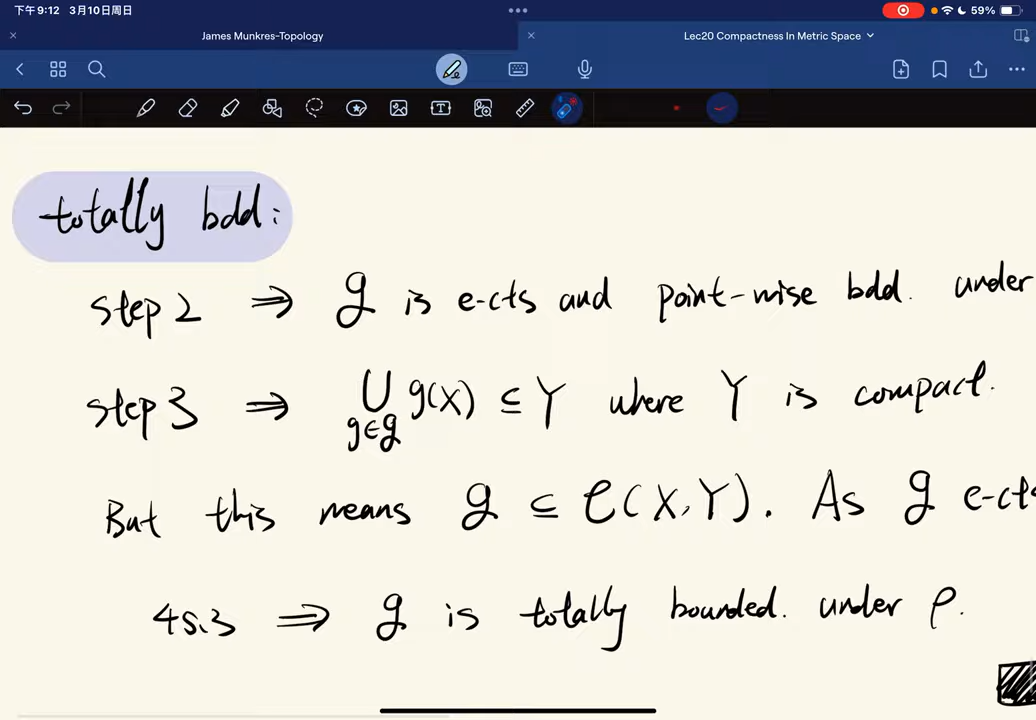 下午9:12 3月10日周日
59%
James Munkres-Topology
Lec20 Compactness In Metric Space
totally bdd:
step 2 ⇒ 𝒢 is e-cts and point-wise bdd. under
step 3 ⇒ ⋃_{g∈𝒢} g(X) ⊆ Y where Y is compact.
But this means 𝒢 ⊆ 𝒞(X,Y). As 𝒢 e-cts
45.3 ⇒ 𝒢 is totally bounded. under ρ.